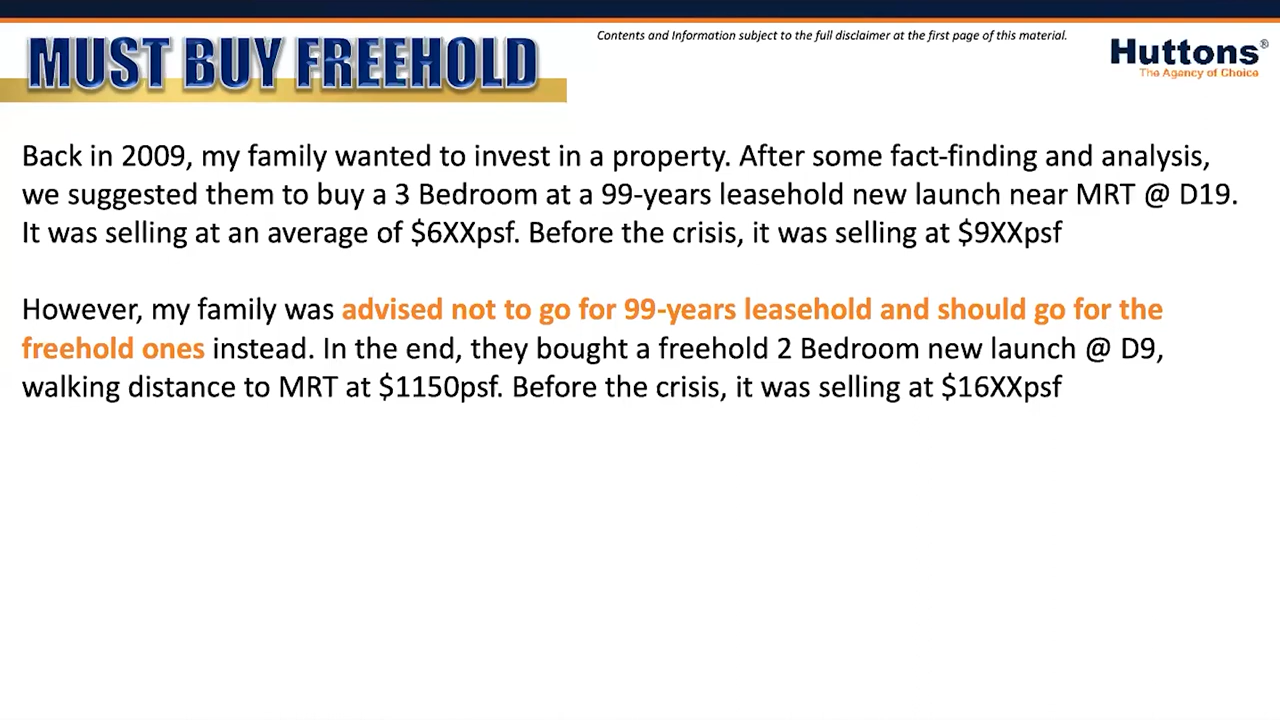 MUST BUY FREEHOLD
Contents and Information subject to the full disclaimer at the first page of this material.
Huttons®
The Agency of Choice
Back in 2009, my family wanted to invest in a property. After some fact-finding and analysis,
we suggested them to buy a 3 Bedroom at a 99-years leasehold new launch near MRT @ D19.
It was selling at an average of $6XXpsf. Before the crisis, it was selling at $9XXpsf
However, my family was advised not to go for 99-years leasehold and should go for the
freehold ones instead. In the end, they bought a freehold 2 Bedroom new launch @ D9,
walking distance to MRT at $1150psf. Before the crisis, it was selling at $16XXpsf